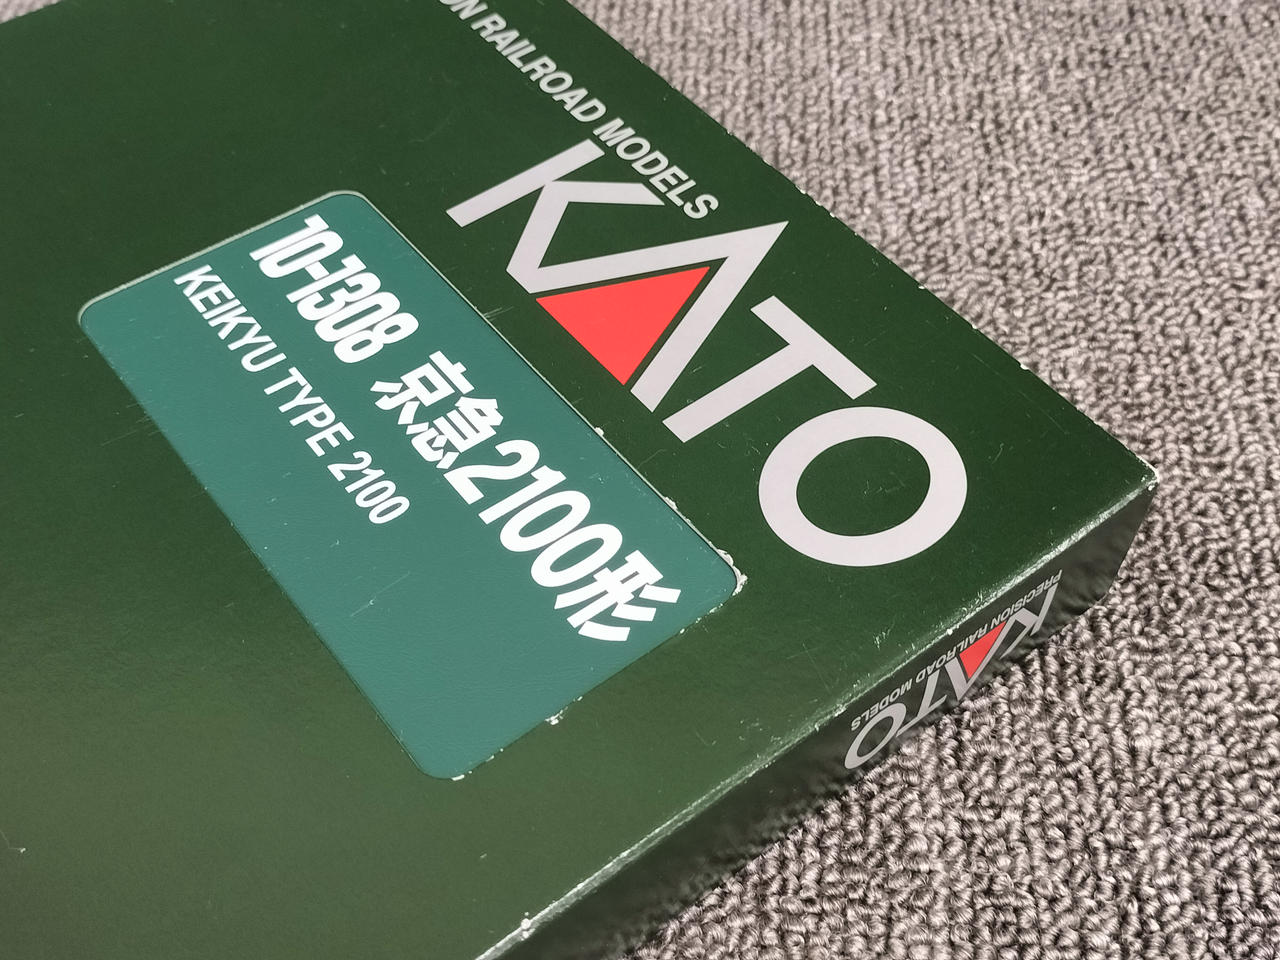 ON RAILROAD MODELS
KATO
10-1308 京急2100形
KEIKYU TYPE 2100
PRECISION RAILROAD MODELS
KATO